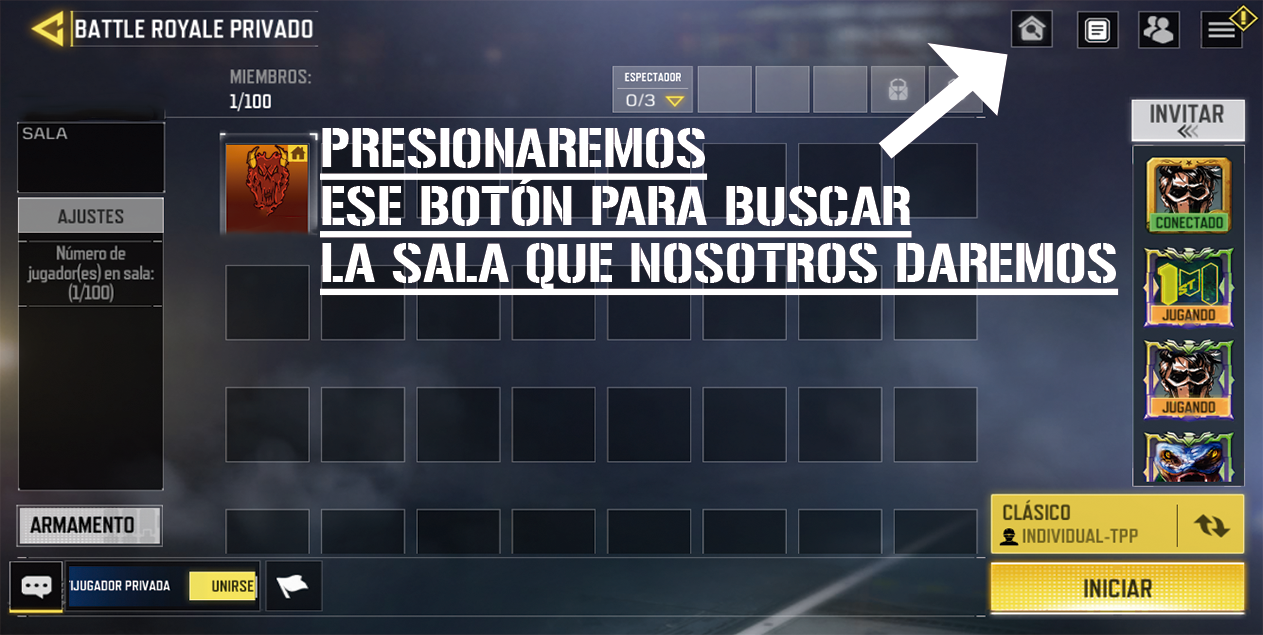 BATTLE ROYALE PRIVADO
MIEMBROS:
1/100
ESPECTADOR
0/3
SALA
AJUSTES
Número de
jugador(es) en sala:
(1/100)
PRESIONAREMOS
ESE BOTÓN PARA BUSCAR
LA SALA QUE NOSOTROS DAREMOS
INVITAR
CONECTADO
1ST
JUGANDO
JUGANDO
ARMAMENTO
CLÁSICO
INDIVIDUAL-TPP
JUGADOR PRIVADA
UNIRSE
INICIAR